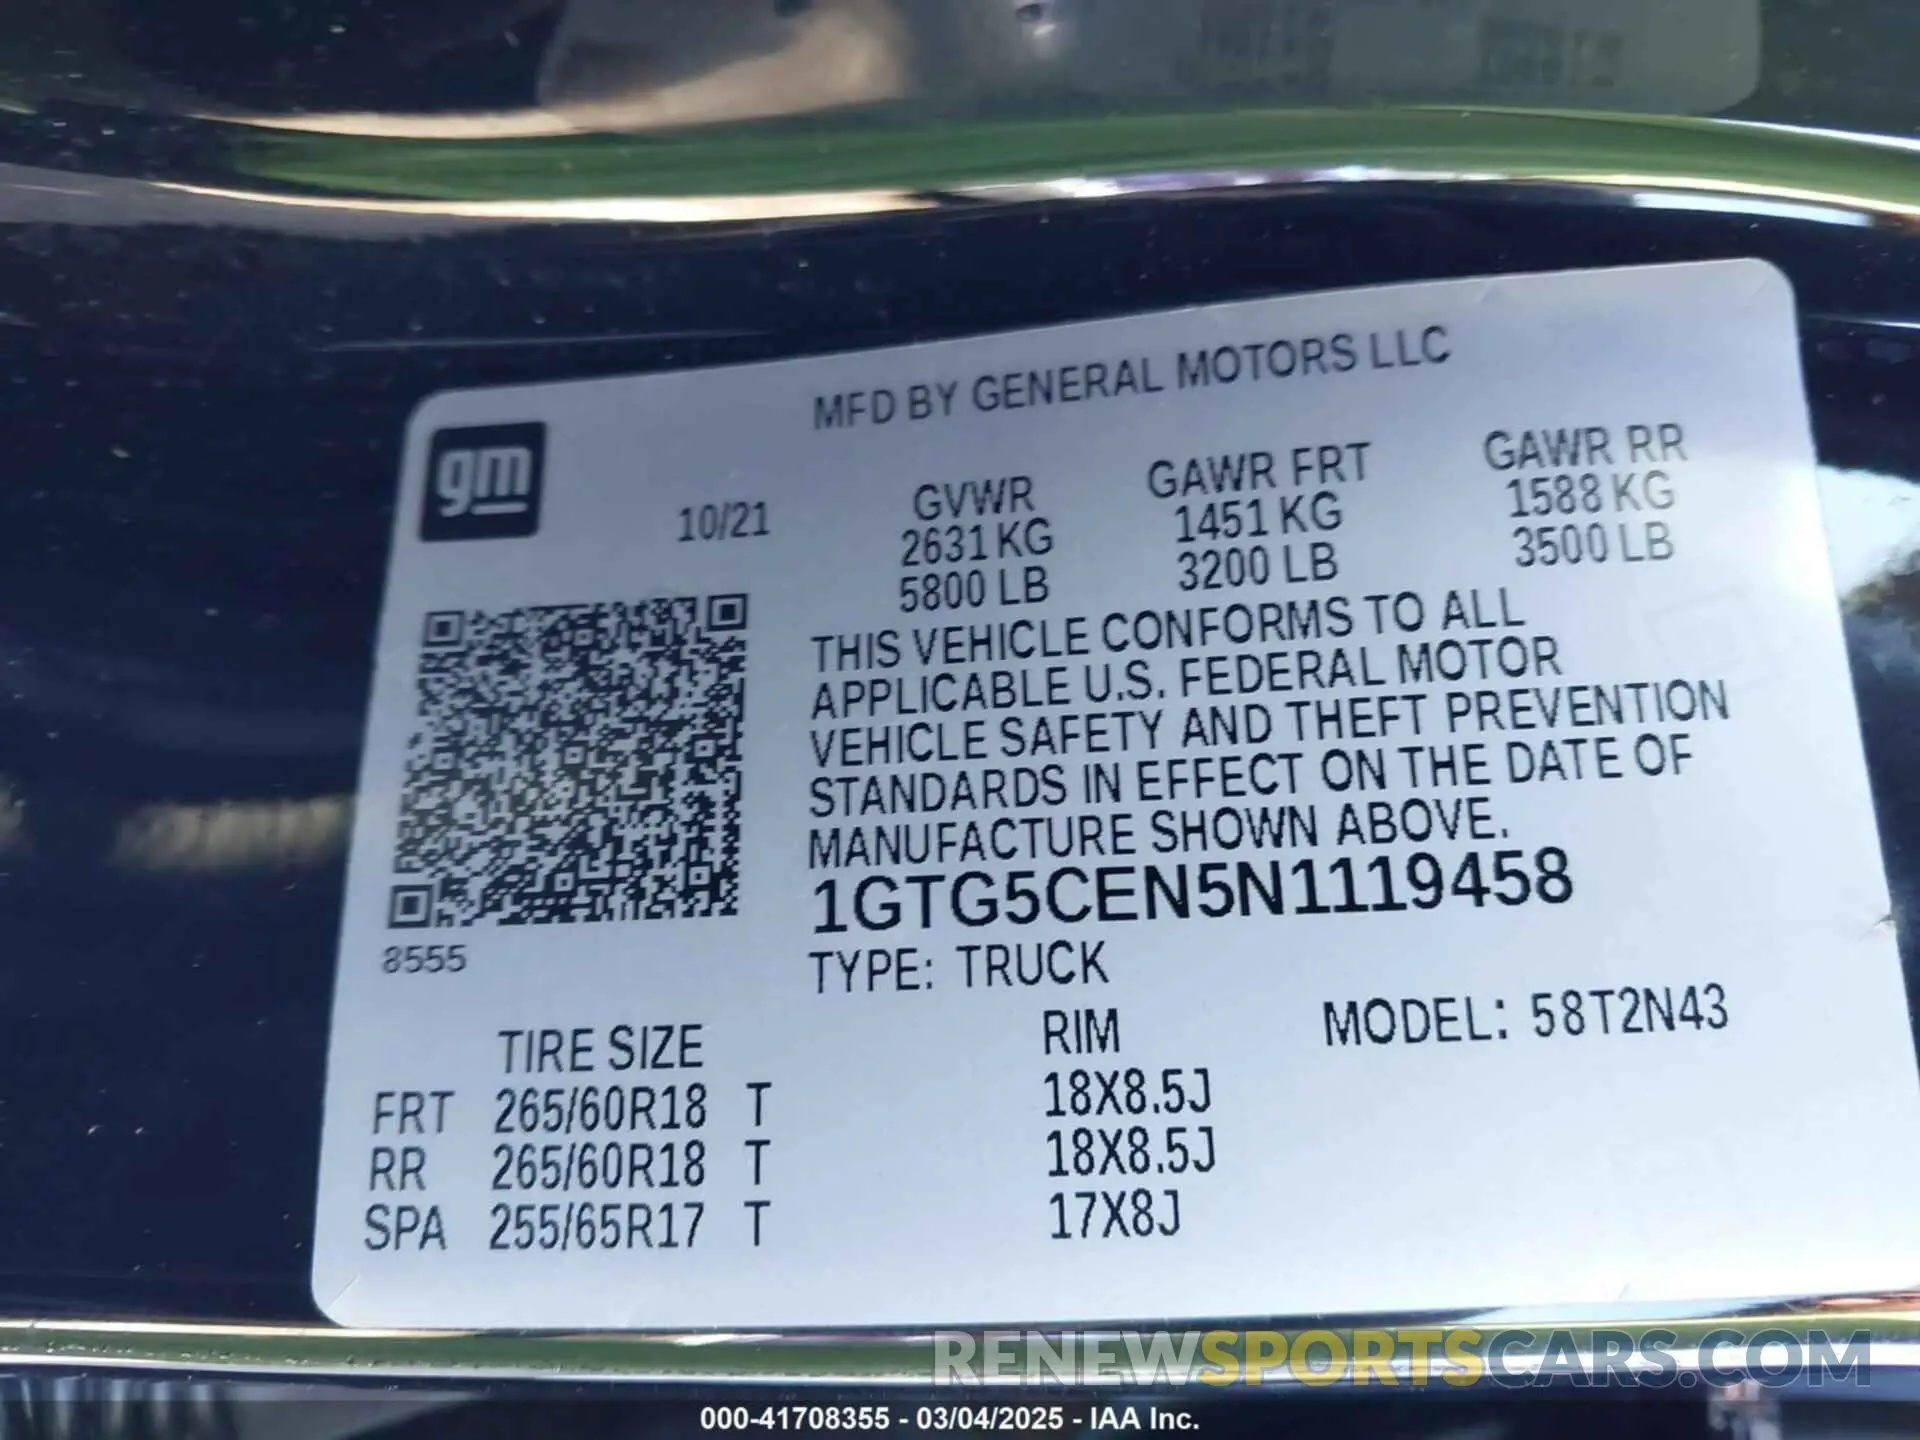 MFD BY GENERAL MOTORS LLC
gm
10/21
GVWR GAWR FRT GAWR RR
2631 KG 1451 KG 1588 KG
5800 LB 3200 LB 3500 LB
THIS VEHICLE CONFORMS TO ALL
APPLICABLE U.S. FEDERAL MOTOR
VEHICLE SAFETY AND THEFT PREVENTION
STANDARDS IN EFFECT ON THE DATE OF
MANUFACTURE SHOWN ABOVE.
1GTG5CEN5N1119458
8555
TYPE: TRUCK
MODEL: 58T2N43
TIRE SIZE RIM
FRT 265/60R18 T 18X8.5J
RR 265/60R18 T 18X8.5J
SPA 255/65R17 T 17X8J
RENEWSPORTSCARS.COM
000-41708355 - 03/04/2025 - IAA Inc.